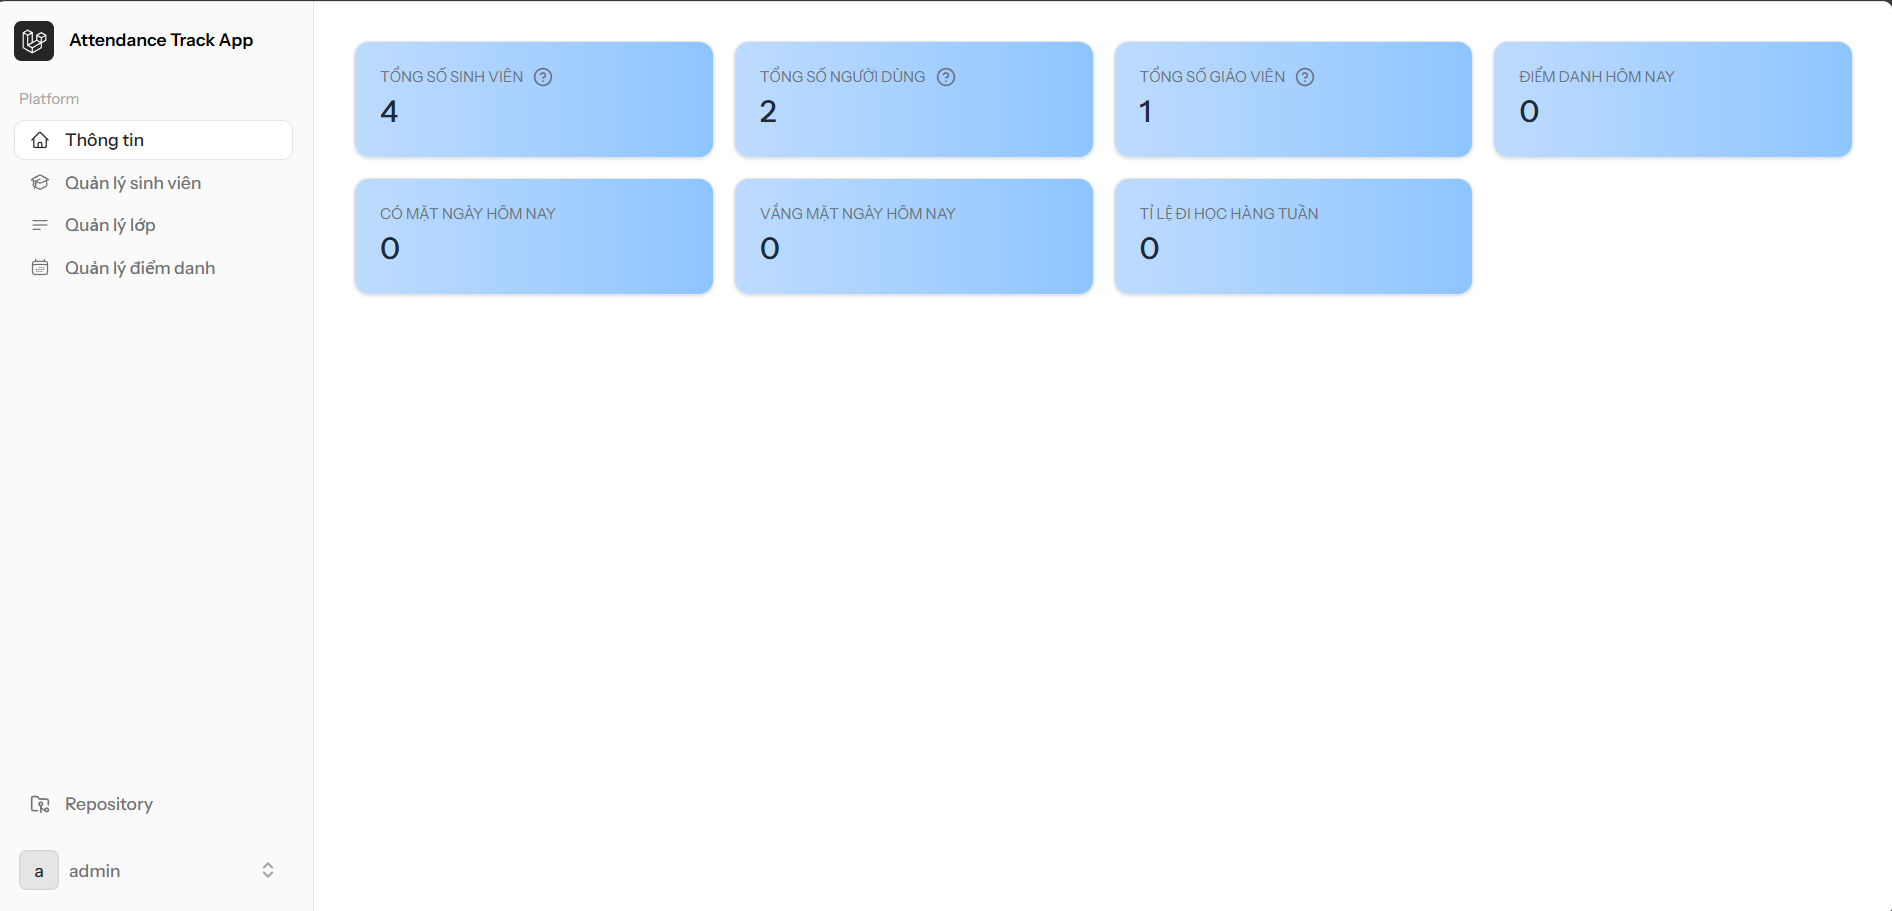 Attendance Track App
Platform
Thông tin
Quản lý sinh viên
Quản lý lớp
Quản lý điểm danh
Repository
a admin
TỔNG SỐ SINH VIÊN
4
TỔNG SỐ NGƯỜI DÙNG
2
TỔNG SỐ GIÁO VIÊN
1
ĐIỂM DANH HÔM NAY
0
CÓ MẶT NGÀY HÔM NAY
0
VẮNG MẶT NGÀY HÔM NAY
0
TỈ LỆ ĐI HỌC HÀNG TUẦN
0